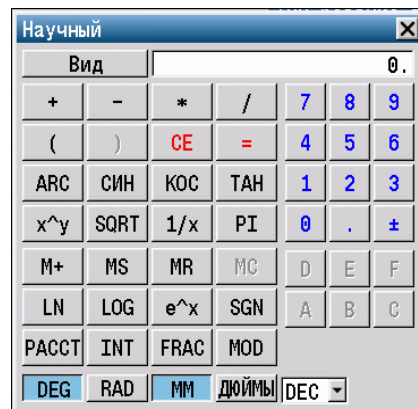 Научный
Вид 0.
+ - * / 7 8 9
( ) CE = 4 5 6
ARC СИН КОС ТАН 1 2 3
x^y SQRT 1/x PI 0 . ±
M+ MS MR MC D E F
LN LOG e^x SGN A B C
РАССТ INT FRAC MOD
DEG RAD MM ДЮЙМЫ DEC